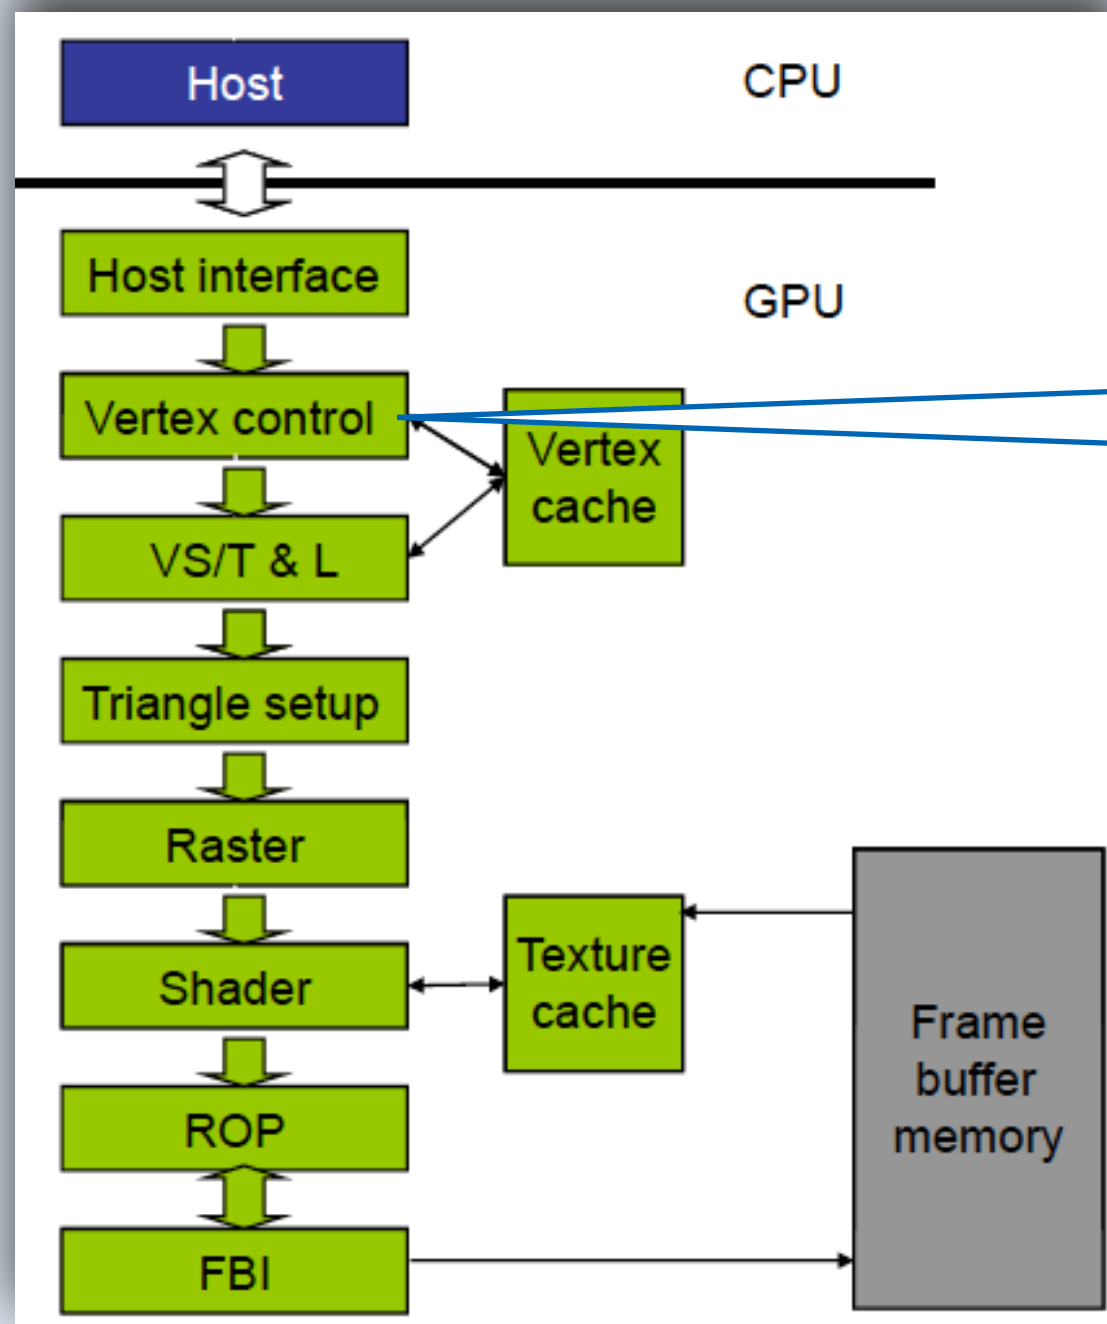 Host
CPU
Host interface
GPU
Vertex control
Vertex
cache
VS/T & L
Triangle setup
Raster
Shader
Texture
cache
Frame
buffer
memory
ROP
FBI